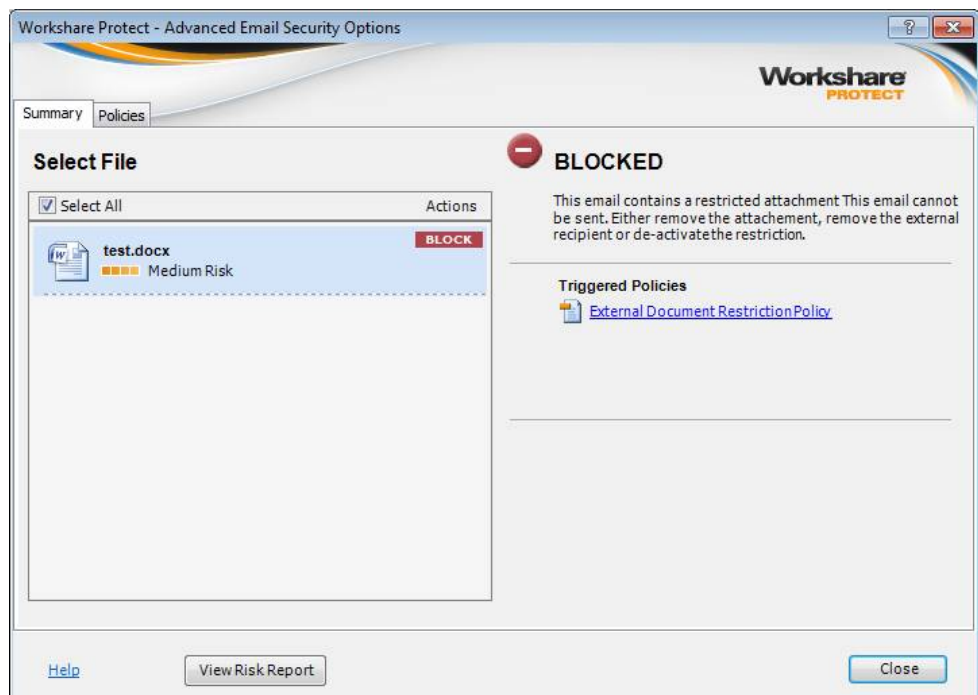 Workshare Protect - Advanced Email Security Options
Workshare
PROTECT
Summary
Policies
Select File
Select All
Actions
test.docx
BLOCK
Medium Risk
BLOCKED
This email contains a restricted attachment This email cannot
be sent. Either remove the attachement, remove the external
recipient or de-activate the restriction.
Triggered Policies
External Document Restriction Policy
Help
View Risk Report
Close